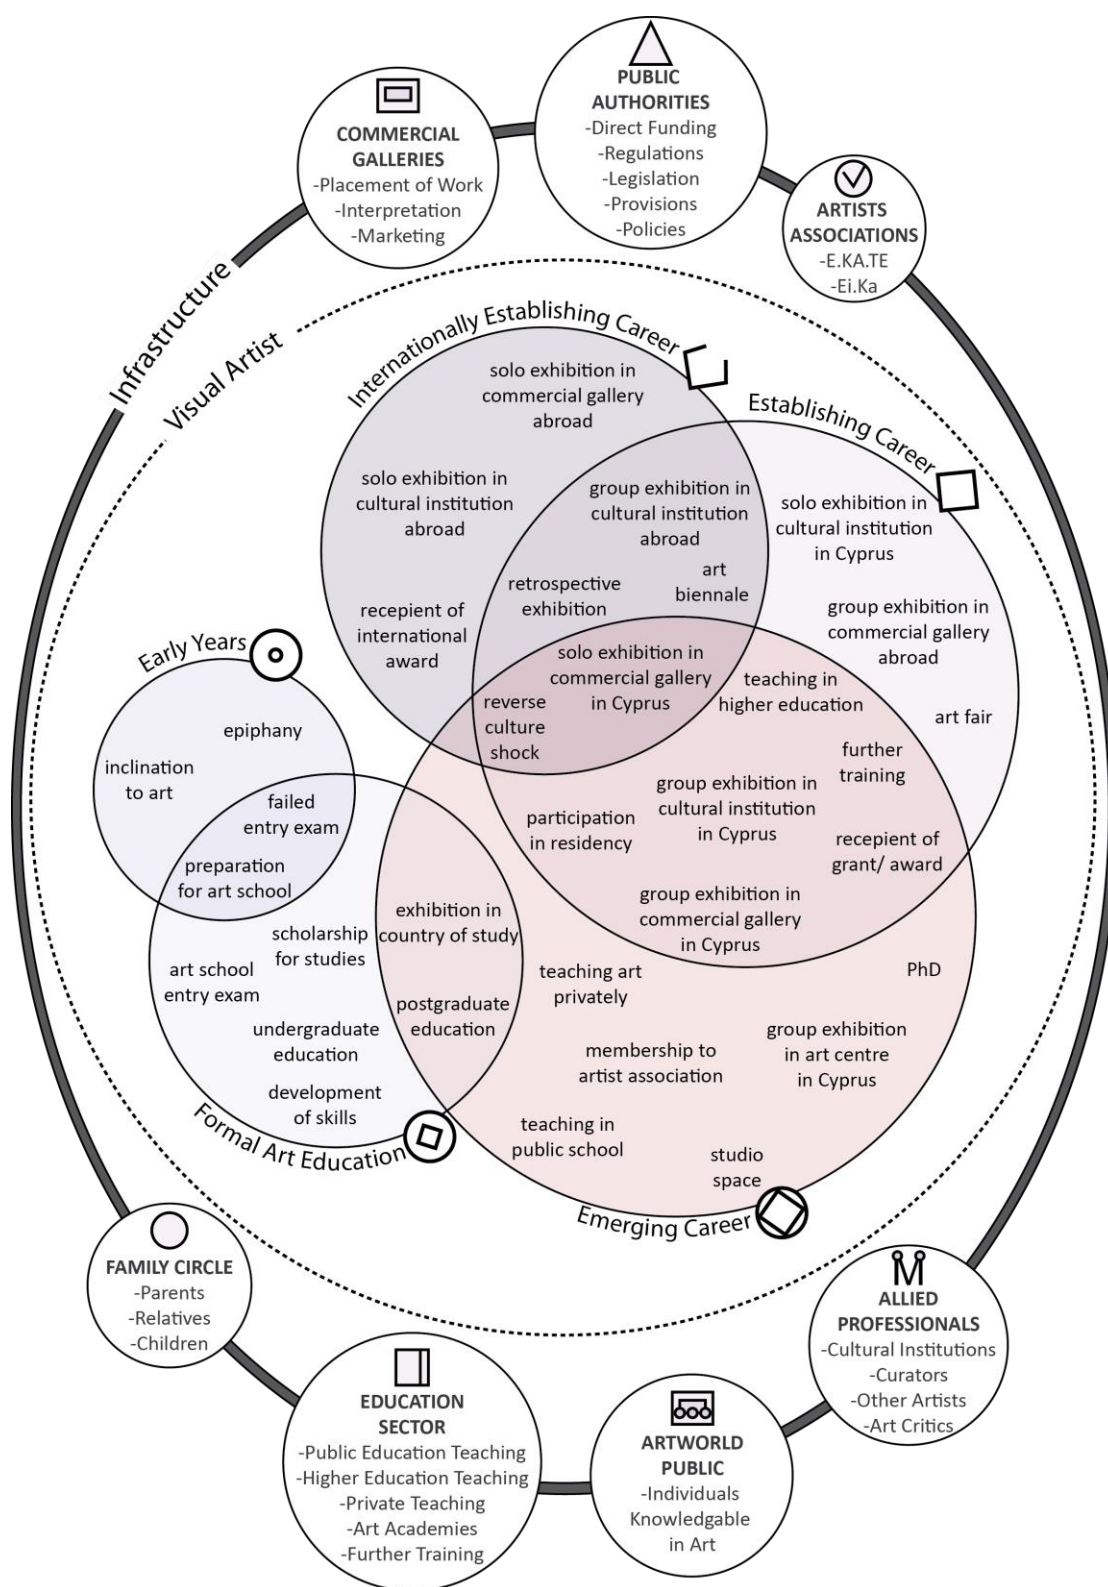 PUBLIC
AUTHORITIES
-Direct Funding
-Regulations
-Legislation
-Provisions
-Policies
COMMERCIAL
GALLERIES
-Placement of Work
-Interpretation
-Marketing
ARTISTS
ASSOCIATIONS
-E.KA.TE
-Ei.Ka
Infrastructure
Visual Artist
Internationally Establishing Career
solo exhibition in
commercial gallery
abroad
solo exhibition in
cultural institution
abroad
recepient of
international
award
group exhibition in
cultural institution
abroad
art
biennale
retrospective
exhibition
Establishing Career
solo exhibition in
cultural institution
in Cyprus
group exhibition in
commercial gallery
abroad
art fair
solo exhibition in
commercial gallery
in Cyprus
reverse
culture
shock
teaching in
higher education
further
training
group exhibition in
cultural institution
in Cyprus
participation
in residency
recepient of
grant/ award
group exhibition in
commercial gallery
in Cyprus
Early Years
epiphany
inclination
to art
failed
entry exam
preparation
for art school
exhibition in
country of study
scholarship
for studies
art school
entry exam
postgraduate
education
undergraduate
education
development
of skills
Formal Art Education
teaching art
privately
PhD
membership to
artist association
group exhibition
in art centre
in Cyprus
teaching in
public school
studio
space
Emerging Career
FAMILY CIRCLE
-Parents
-Relatives
-Children
EDUCATION
SECTOR
-Public Education Teaching
-Higher Education Teaching
-Private Teaching
-Art Academies
-Further Training
ARTWORLD
PUBLIC
-Individuals
Knowledgable
in Art
ALLIED
PROFESSIONALS
-Cultural Institutions
-Curators
-Other Artists
-Art Critics